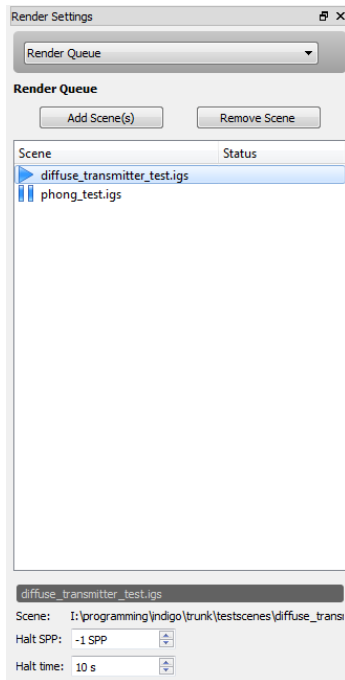 Render Settings
Render Queue
Render Queue
Add Scene(s) Remove Scene
Scene Status
diffuse_transmitter_test.igs
phong_test.igs
diffuse_transmitter_test.igs
Scene: I:\programming\indigo\trunk\testscenes\diffuse_transr
Halt SPP: -1 SPP
Halt time: 10 s